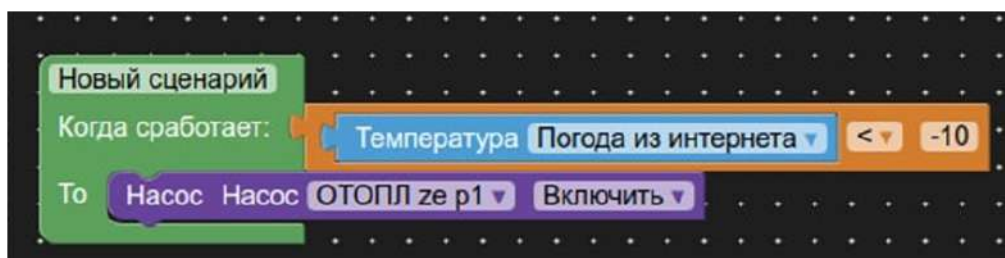 Новый сценарий
Когда сработает: Температура Погода из интернета < -10
То Насос Насос ОТОПЛ ze p1 Включить